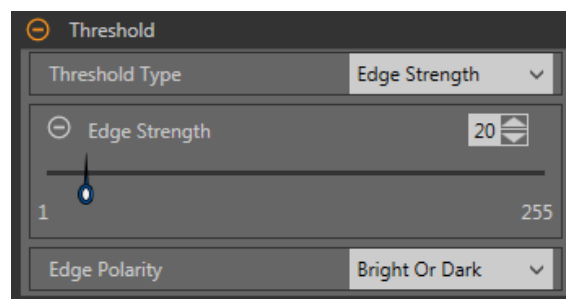 Threshold
Threshold Type Edge Strength
Edge Strength 20
1 255
Edge Polarity Bright Or Dark